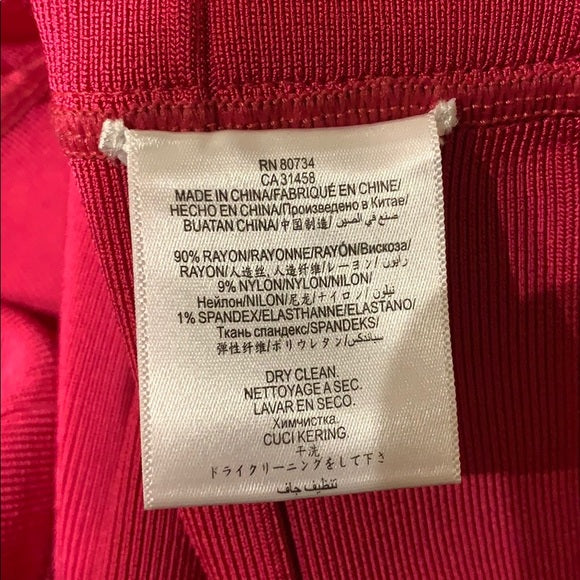 RN 80734
CA 31458
MADE IN CHINA/FABRIQUÉ EN CHINE/
HECHO EN CHINA/Произведено в Китае/
BUATAN CHINA/中国制造/ صنع في الصين
90% RAYON/RAYONNE/RAYÓN/Вискоза/
RAYON/人造丝, 人造纤维/レーヨン/ رايون
9% NYLON/NYLON/NILON/
Нейлон/NILON/尼龙/ナイロン/ نيلون
1% SPANDEX/ELASTHANNE/ELASTANO/
Ткань спандекс/SPANDEKS/
弹性纤维/ポリウレタン/ سباندكس
DRY CLEAN.
NETTOYAGE A SEC.
LAVAR EN SECO.
Химчистка.
CUCI KERING.
干洗
ドライクリーニングをして下さ
تنظيف جاف